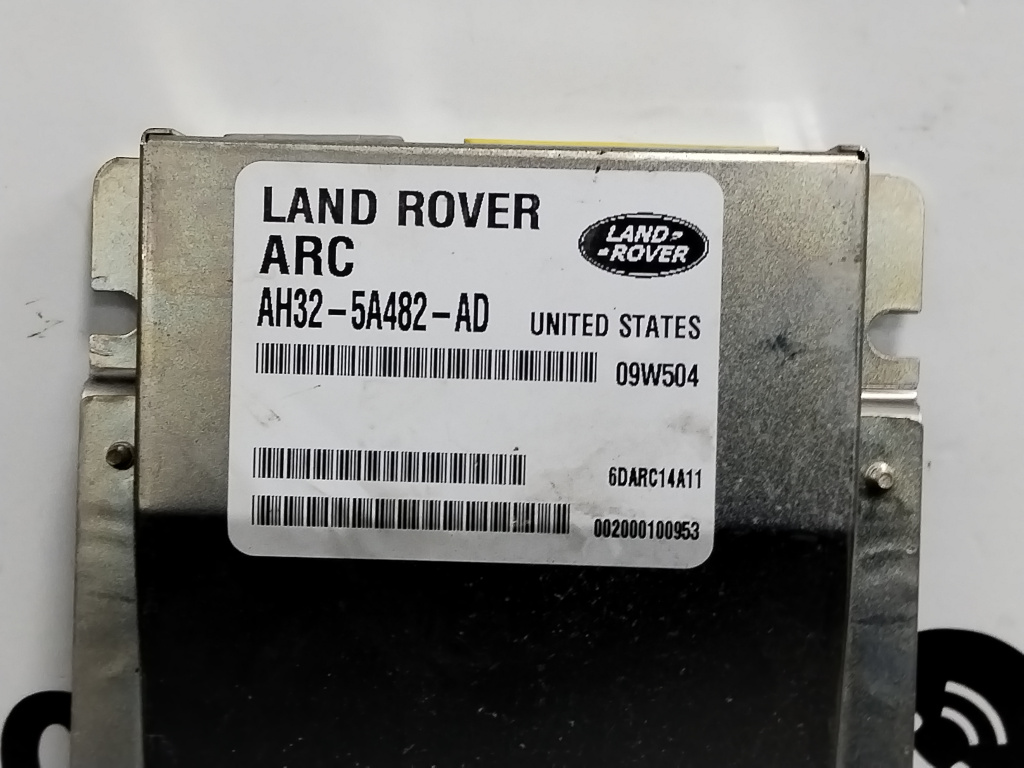 LAND ROVER
LAND
ROVER
ARC
AH32-5A482-AD
UNITED STATES
09W504
6DARC14A11
002000100953